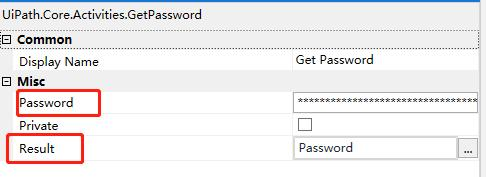 UiPath.Core.Activities.GetPassword
Common
Display Name Get Password
Misc
Password ************************************
Private
Result Password ...